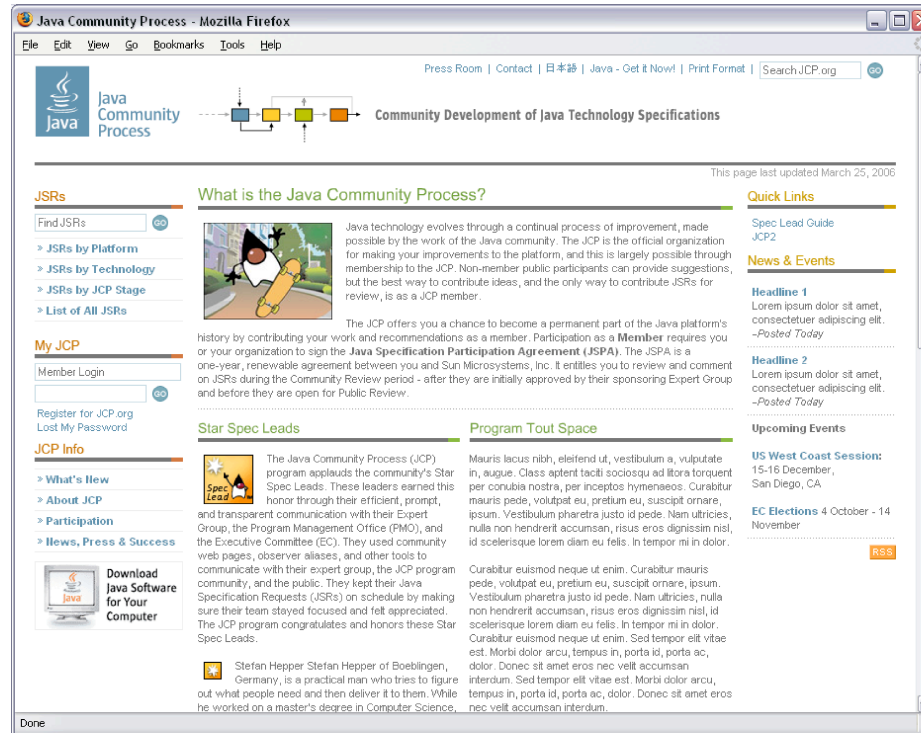 Java Community Process - Mozilla Firefox
File Edit View Go Bookmarks Tools Help
Press Room | Contact | 日本語 | Java - Get it Now! | Print Format | Search JCP.org GO
Java
Java
Community
Process
Community Development of Java Technology Specifications
This page last updated March 25, 2006
JSRs
Find JSRs GO
» JSRs by Platform
» JSRs by Technology
» JSRs by JCP Stage
» List of All JSRs
My JCP
Member Login
GO
Register for JCP.org
Lost My Password
JCP Info
» What's New
» About JCP
» Participation
» News, Press & Success
Java
Download
Java Software
for Your
Computer
What is the Java Community Process?
Java technology evolves through a continual process of improvement, made
possible by the work of the Java community. The JCP is the official organization
for making your improvements to the platform, and this is largely possible through
membership to the JCP. Non-member public participants can provide suggestions,
but the best way to contribute ideas, and the only way to contribute JSRs for
review, is as a JCP member.
The JCP offers you a chance to become a permanent part of the Java platform's
history by contributing your work and recommendations as a member. Participation as a Member requires you
or your organization to sign the Java Specification Participation Agreement (JSPA). The JSPA is a
one-year, renewable agreement between you and Sun Microsystems, Inc. It entitles you to review and comment
on JSRs during the Community Review period - after they are initially approved by their sponsoring Expert Group
and before they are open for Public Review.
Star Spec Leads
Spec
Lead
The Java Community Process (JCP)
program applauds the community's Star
Spec Leads. These leaders earned this
honor through their efficient, prompt,
and transparent communication with their Expert
Group, the Program Management Office (PMO), and
the Executive Committee (EC). They used community
web pages, observer aliases, and other tools to
communicate with their expert group, the JCP program
community, and the public. They kept their Java
Specification Requests (JSRs) on schedule by making
sure their team stayed focused and felt appreciated.
The JCP program congratulates and honors these Star
Spec Leads.
Stefan Hepper Stefan Hepper of Boeblingen,
Germany, is a practical man who tries to figure
out what people need and then deliver it to them. While
he worked on a master's degree in Computer Science,
Program Tout Space
Mauris lacus nibh, eleifend ut, vestibulum a, vulputate
in, augue. Class aptent taciti sociosqu ad litora torquent
per conubia nostra, per inceptos hymenaeos. Curabitur
mauris pede, volutpat eu, pretium eu, suscipit ornare,
ipsum. Vestibulum pharetra justo id pede. Nam ultricies,
nulla non hendrerit accumsan, risus eros dignissim nisl,
id scelerisque lorem diam eu felis. In tempor mi in dolor.
Curabitur euismod neque ut enim. Curabitur mauris
pede, volutpat eu, pretium eu, suscipit ornare, ipsum.
Vestibulum pharetra justo id pede. Nam ultricies, nulla
non hendrerit accumsan, risus eros dignissim nisl, id
scelerisque lorem diam eu felis. In tempor mi in dolor.
Curabitur euismod neque ut enim. Sed tempor elit vitae
est. Morbi dolor arcu, tempus in, porta id, porta ac,
dolor. Donec sit amet eros nec velit accumsan
interdum. Sed tempor elit vitae est. Morbi dolor arcu,
tempus in, porta id, porta ac, dolor. Donec sit amet eros
nec velit accumsan interdum.
Quick Links
Spec Lead Guide
JCP2
News & Events
Headline 1
Lorem ipsum dolor sit amet,
consectetuer adipiscing elit.
–Posted Today
Headline 2
Lorem ipsum dolor sit amet,
consectetuer adipiscing elit.
–Posted Today
Upcoming Events
US West Coast Session:
15-16 December,
San Diego, CA
EC Elections 4 October - 14
November
RSS
Done